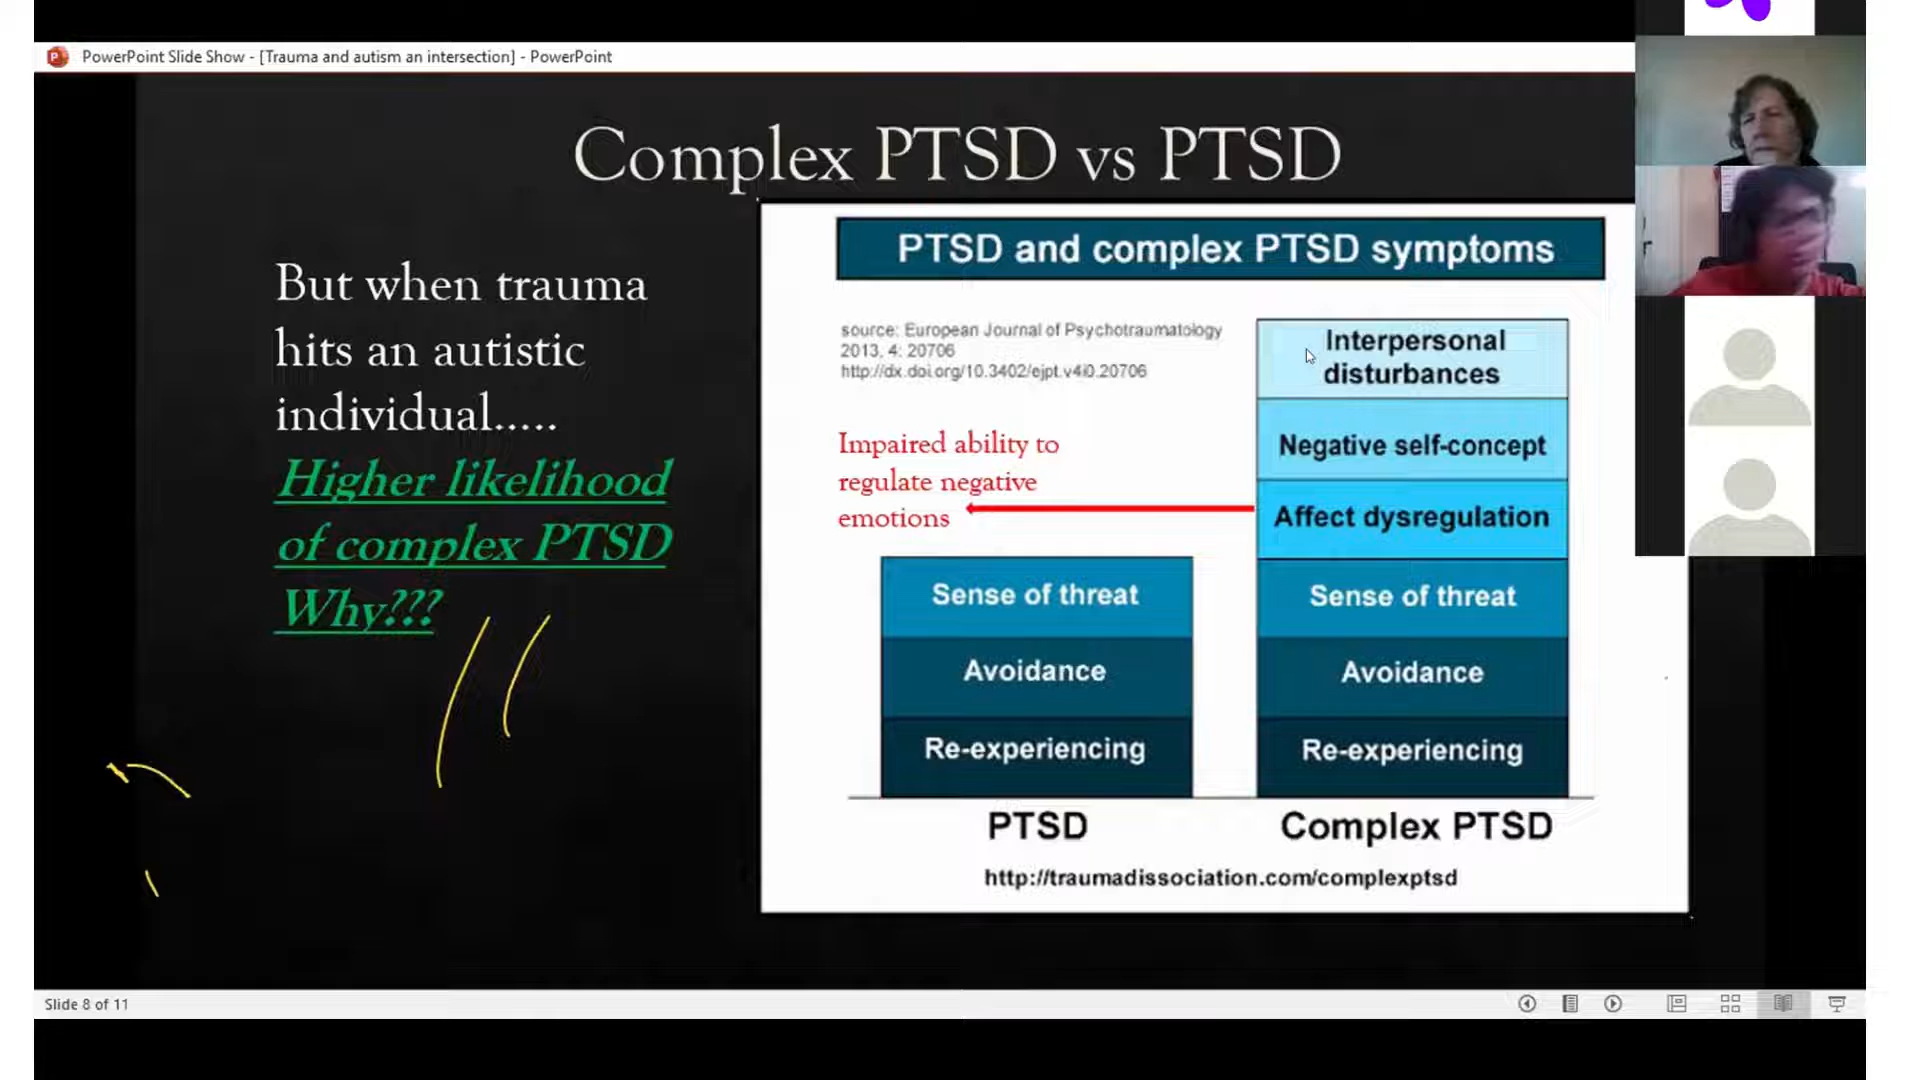 PowerPoint Slide Show - [Trauma and autism an intersection] - PowerPoint
Complex PTSD vs PTSD
But when trauma
hits an autistic
individual.....
Higher likelihood
of complex PTSD
Why???
PTSD and complex PTSD symptoms
source: European Journal of Psychotraumatology
2013, 4: 20706
http://dx.doi.org/10.3402/ejpt.v4i0.20706
Impaired ability to
regulate negative
emotions
Interpersonal
disturbances
Negative self-concept
Affect dysregulation
Sense of threat
Avoidance
Re-experiencing
Sense of threat
Avoidance
Re-experiencing
PTSD
Complex PTSD
http://traumadissociation.com/complexptsd
Slide 8 of 11